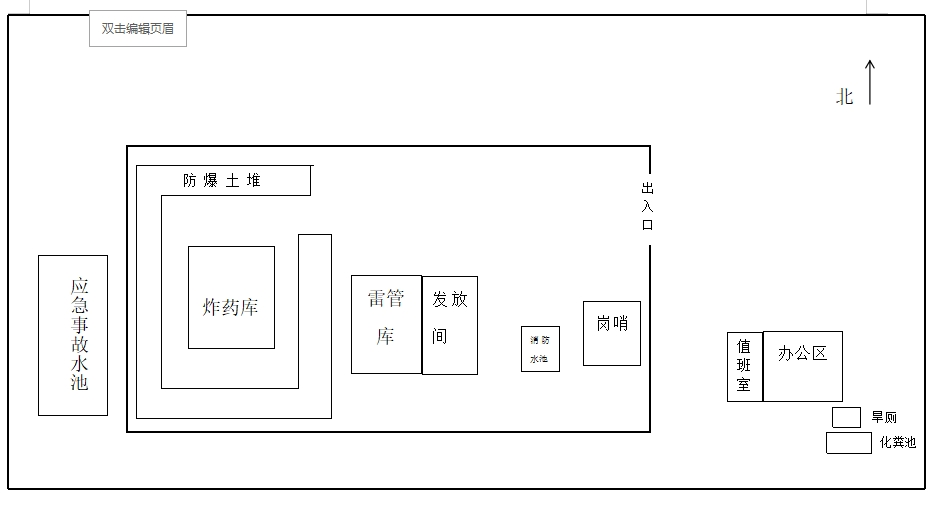 双击编辑页眉
北
防爆土堆
出
入
口
应
急
事
故
水
池
炸药库
雷管
库
发放
间
消防
水池
岗哨
值
班
室
办公区
旱厕
化粪池